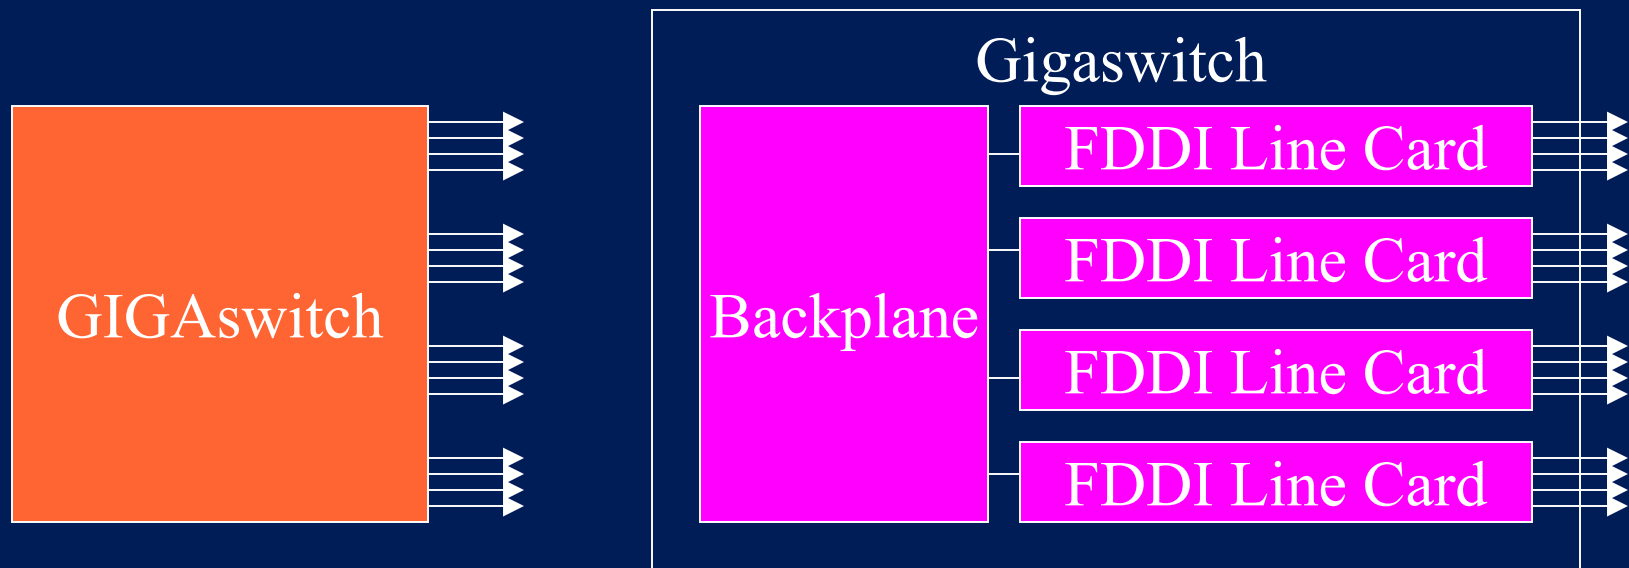 Gigaswitch
GIGAswitch
Backplane
FDDI Line Card
FDDI Line Card
FDDI Line Card
FDDI Line Card